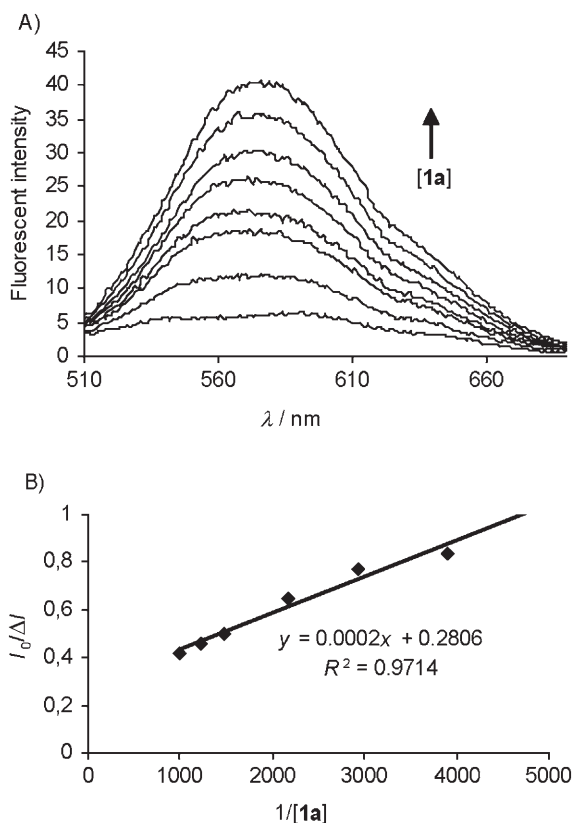 A)
Fluorescent intensity
45
40
35
30
25
20
15
10
5
0
[1a]
510 560 610 660
λ / nm
B)
I0/ΔI
1
0,8
0,6
0,4
0,2
0
y = 0.0002x + 0.2806
R² = 0.9714
0 1000 2000 3000 4000 5000
1/[1a]